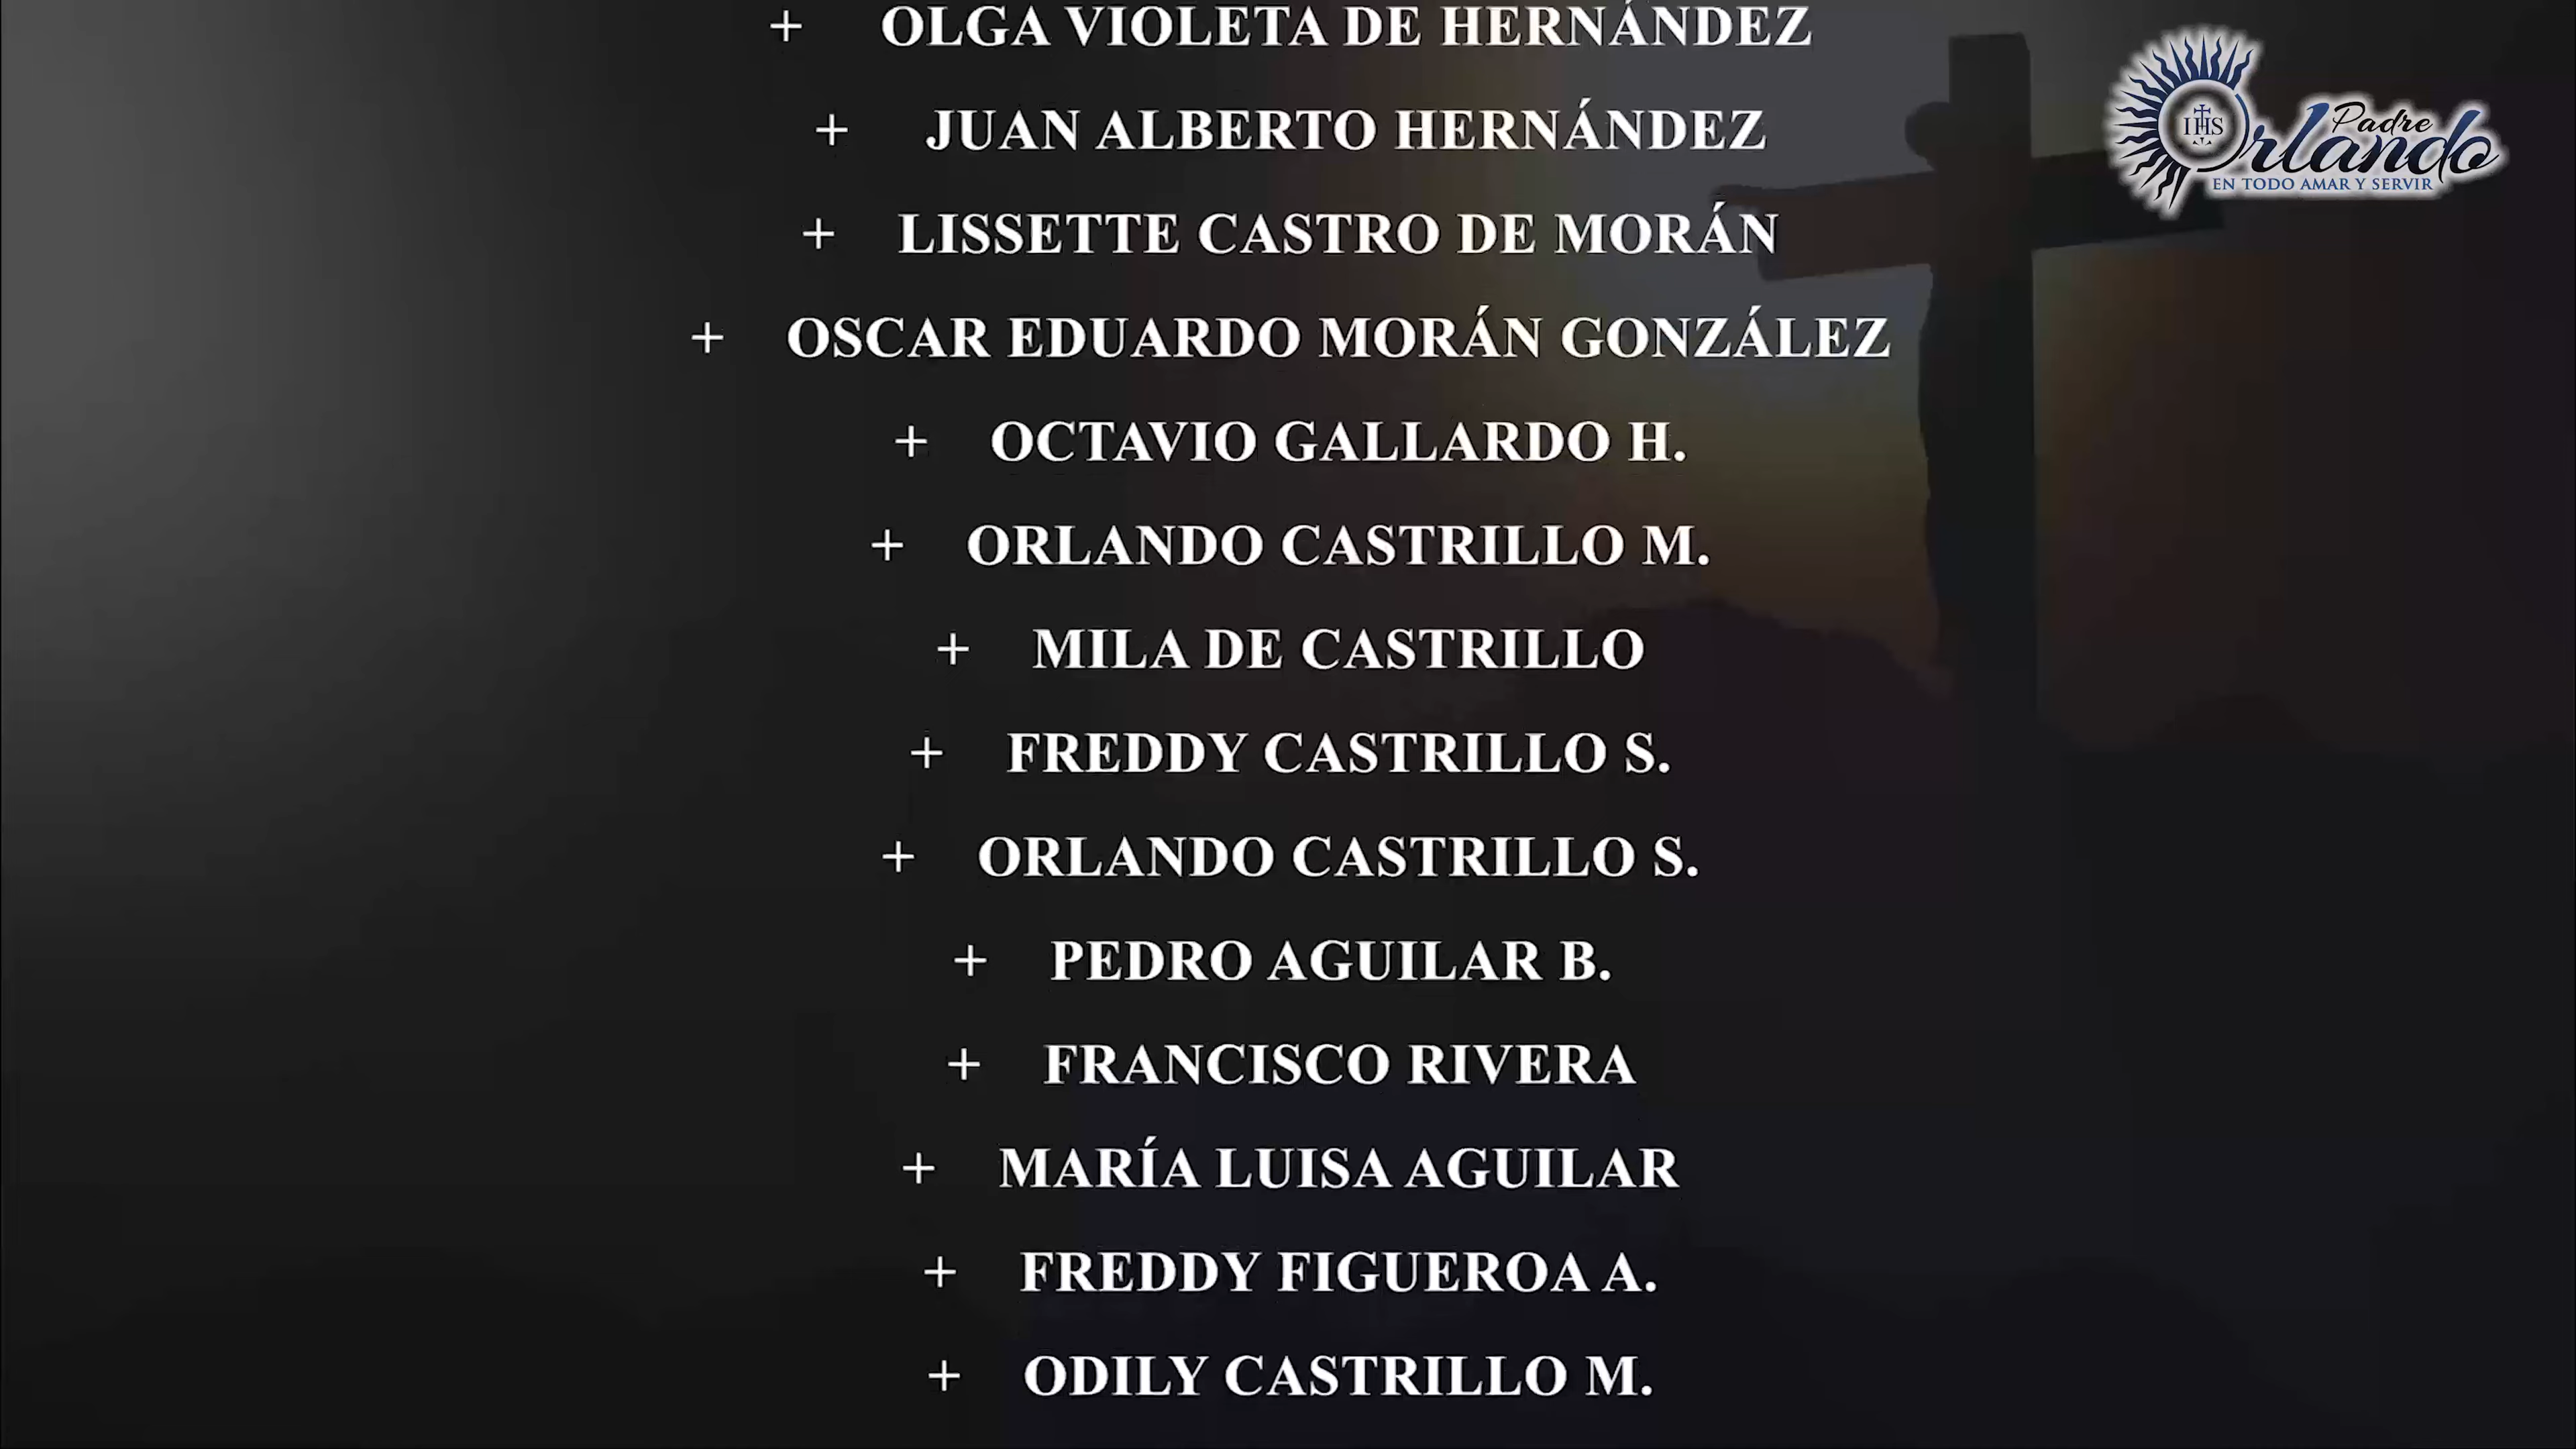 + OLGA VIOLETA DE HERNÁNDEZ
+ JUAN ALBERTO HERNÁNDEZ
+ LISSETTE CASTRO DE MORÁN
+ OSCAR EDUARDO MORÁN GONZÁLEZ
+ OCTAVIO GALLARDO H.
+ ORLANDO CASTRILLO M.
+ MILA DE CASTRILLO
+ FREDDY CASTRILLO S.
+ ORLANDO CASTRILLO S.
+ PEDRO AGUILAR B.
+ FRANCISCO RIVERA
+ MARÍA LUISA AGUILAR
+ FREDDY FIGUEROA A.
+ ODILY CASTRILLO M.
IHS
Padre
Orlando
EN TODO AMAR Y SERVIR